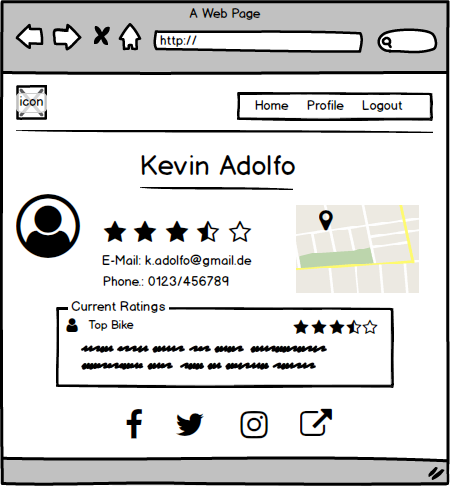 A Web Page
http://
icon
Home Profile Logout
Kevin Adolfo
E-Mail: k.adolfo@gmail.de
Phone.: 0123/456789
Current Ratings
Top Bike